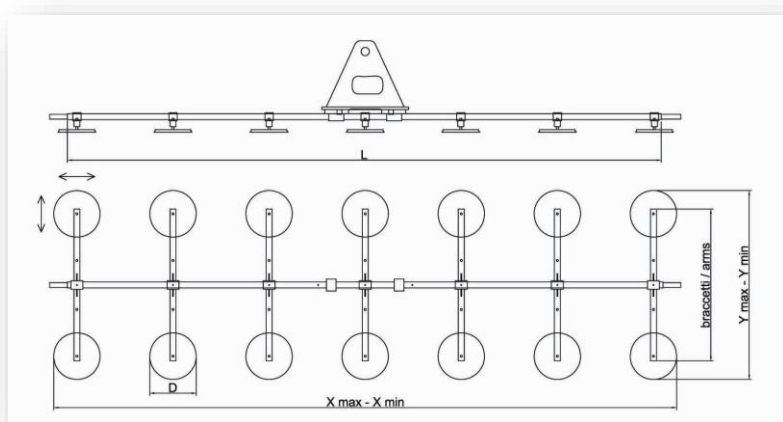 L
braccetti / arms
Y max - Y min
D
X max - X min